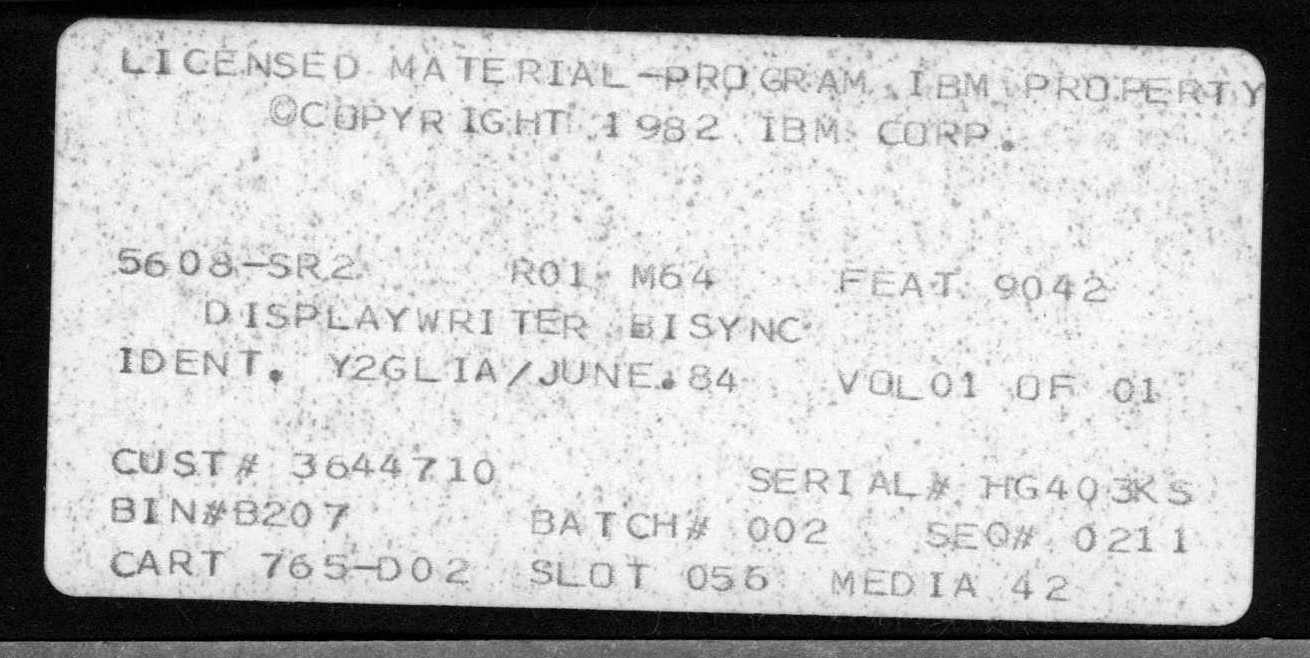 LICENSED MATERIAL-PROGRAM IBM PROPERTY
©COPYRIGHT 1982 IBM CORP.
5608-SR2 R01 M64 FEAT 9042
DISPLAYWRITER BISYNC
IDENT. Y2GLIA/JUNE.84 VOL01 OF 01
CUST# 3644710 SERIAL# HG403KS
BIN#B207 BATCH# 002 SEQ# 0211
CART 765-D02 SLOT 056 MEDIA 42